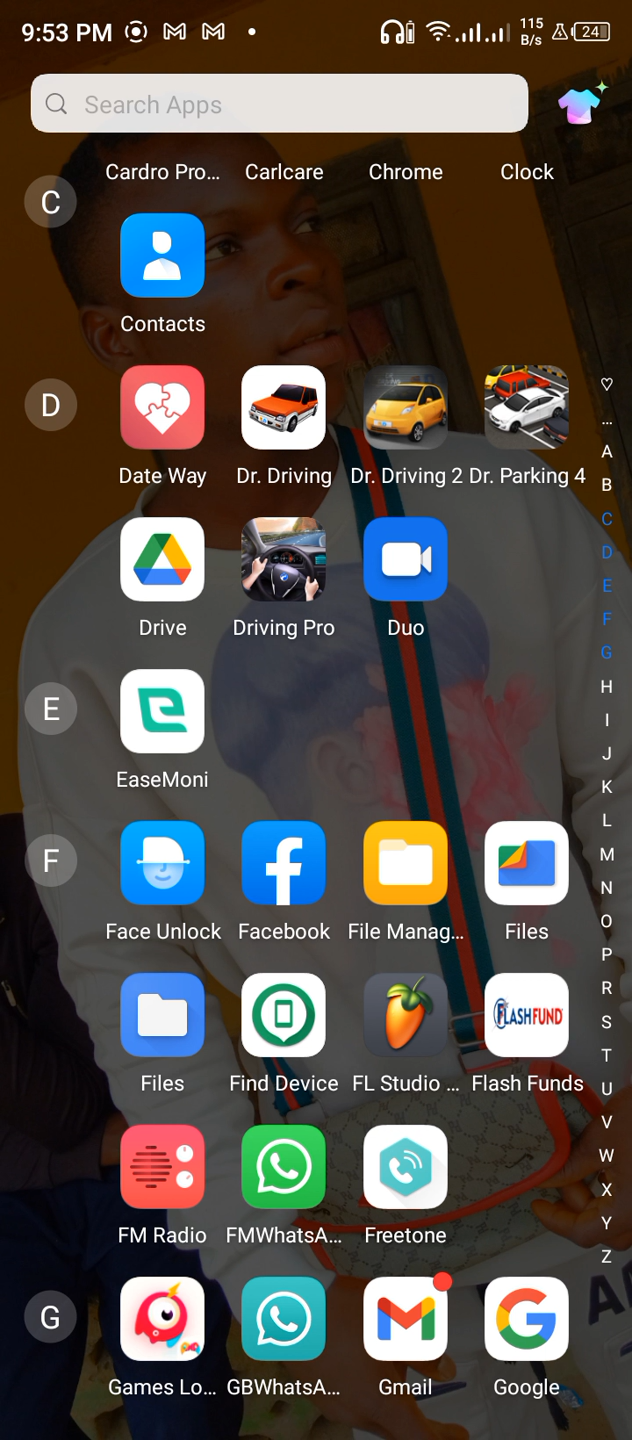 9:53 PM
115
B/s
24
Search Apps
Cardro Pro... Carlcare Chrome Clock
C
Contacts
D
Date Way Dr. Driving Dr. Driving 2 Dr. Parking 4
Drive Driving Pro Duo
E
EaseMoni
F
Face Unlock Facebook File Manag... Files
FLASHFUND
Files Find Device FL Studio ... Flash Funds
FM Radio FMWhatsA... Freetone
G
Games Lo... GBWhatsA... Gmail Google
...
A
B
C
D
E
F
G
H
I
J
K
L
M
N
O
P
R
S
T
U
V
W
X
Y
Z